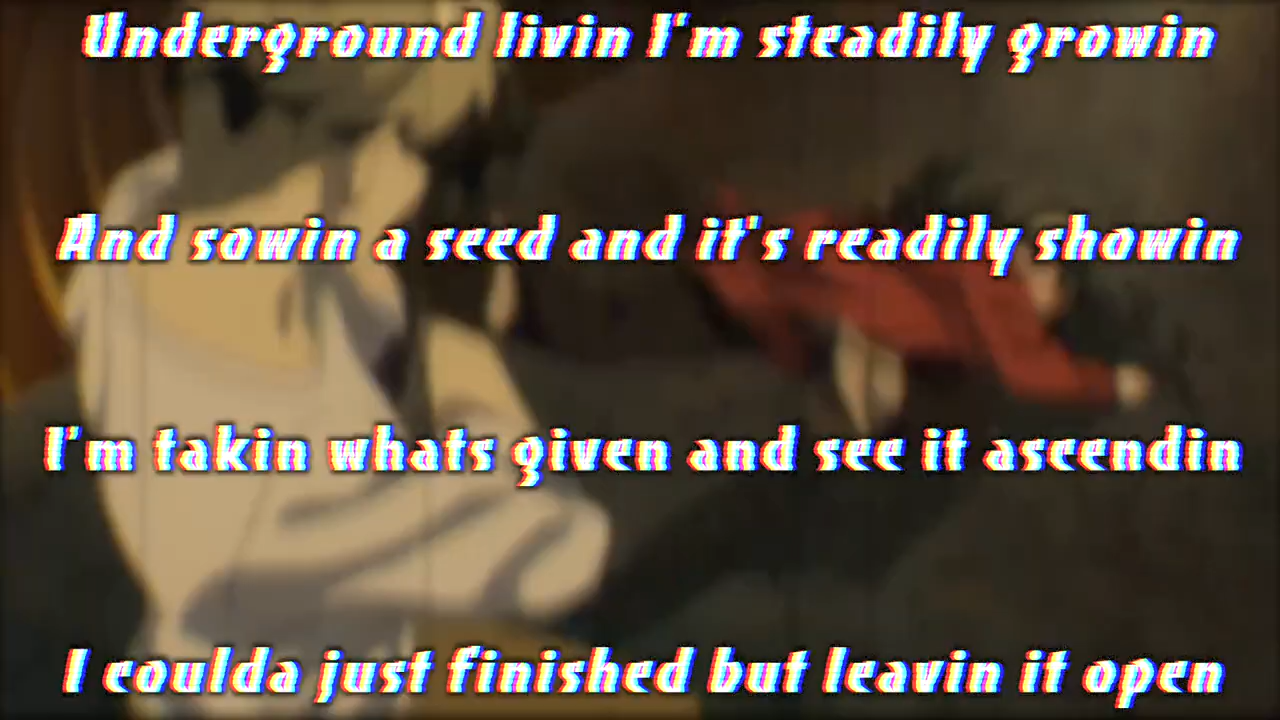 Underground livin I'm steadily growin
And sowin a seed and it's readily showin
I'm takin whats given and see it ascendin
I coulda just finished but leavin it open